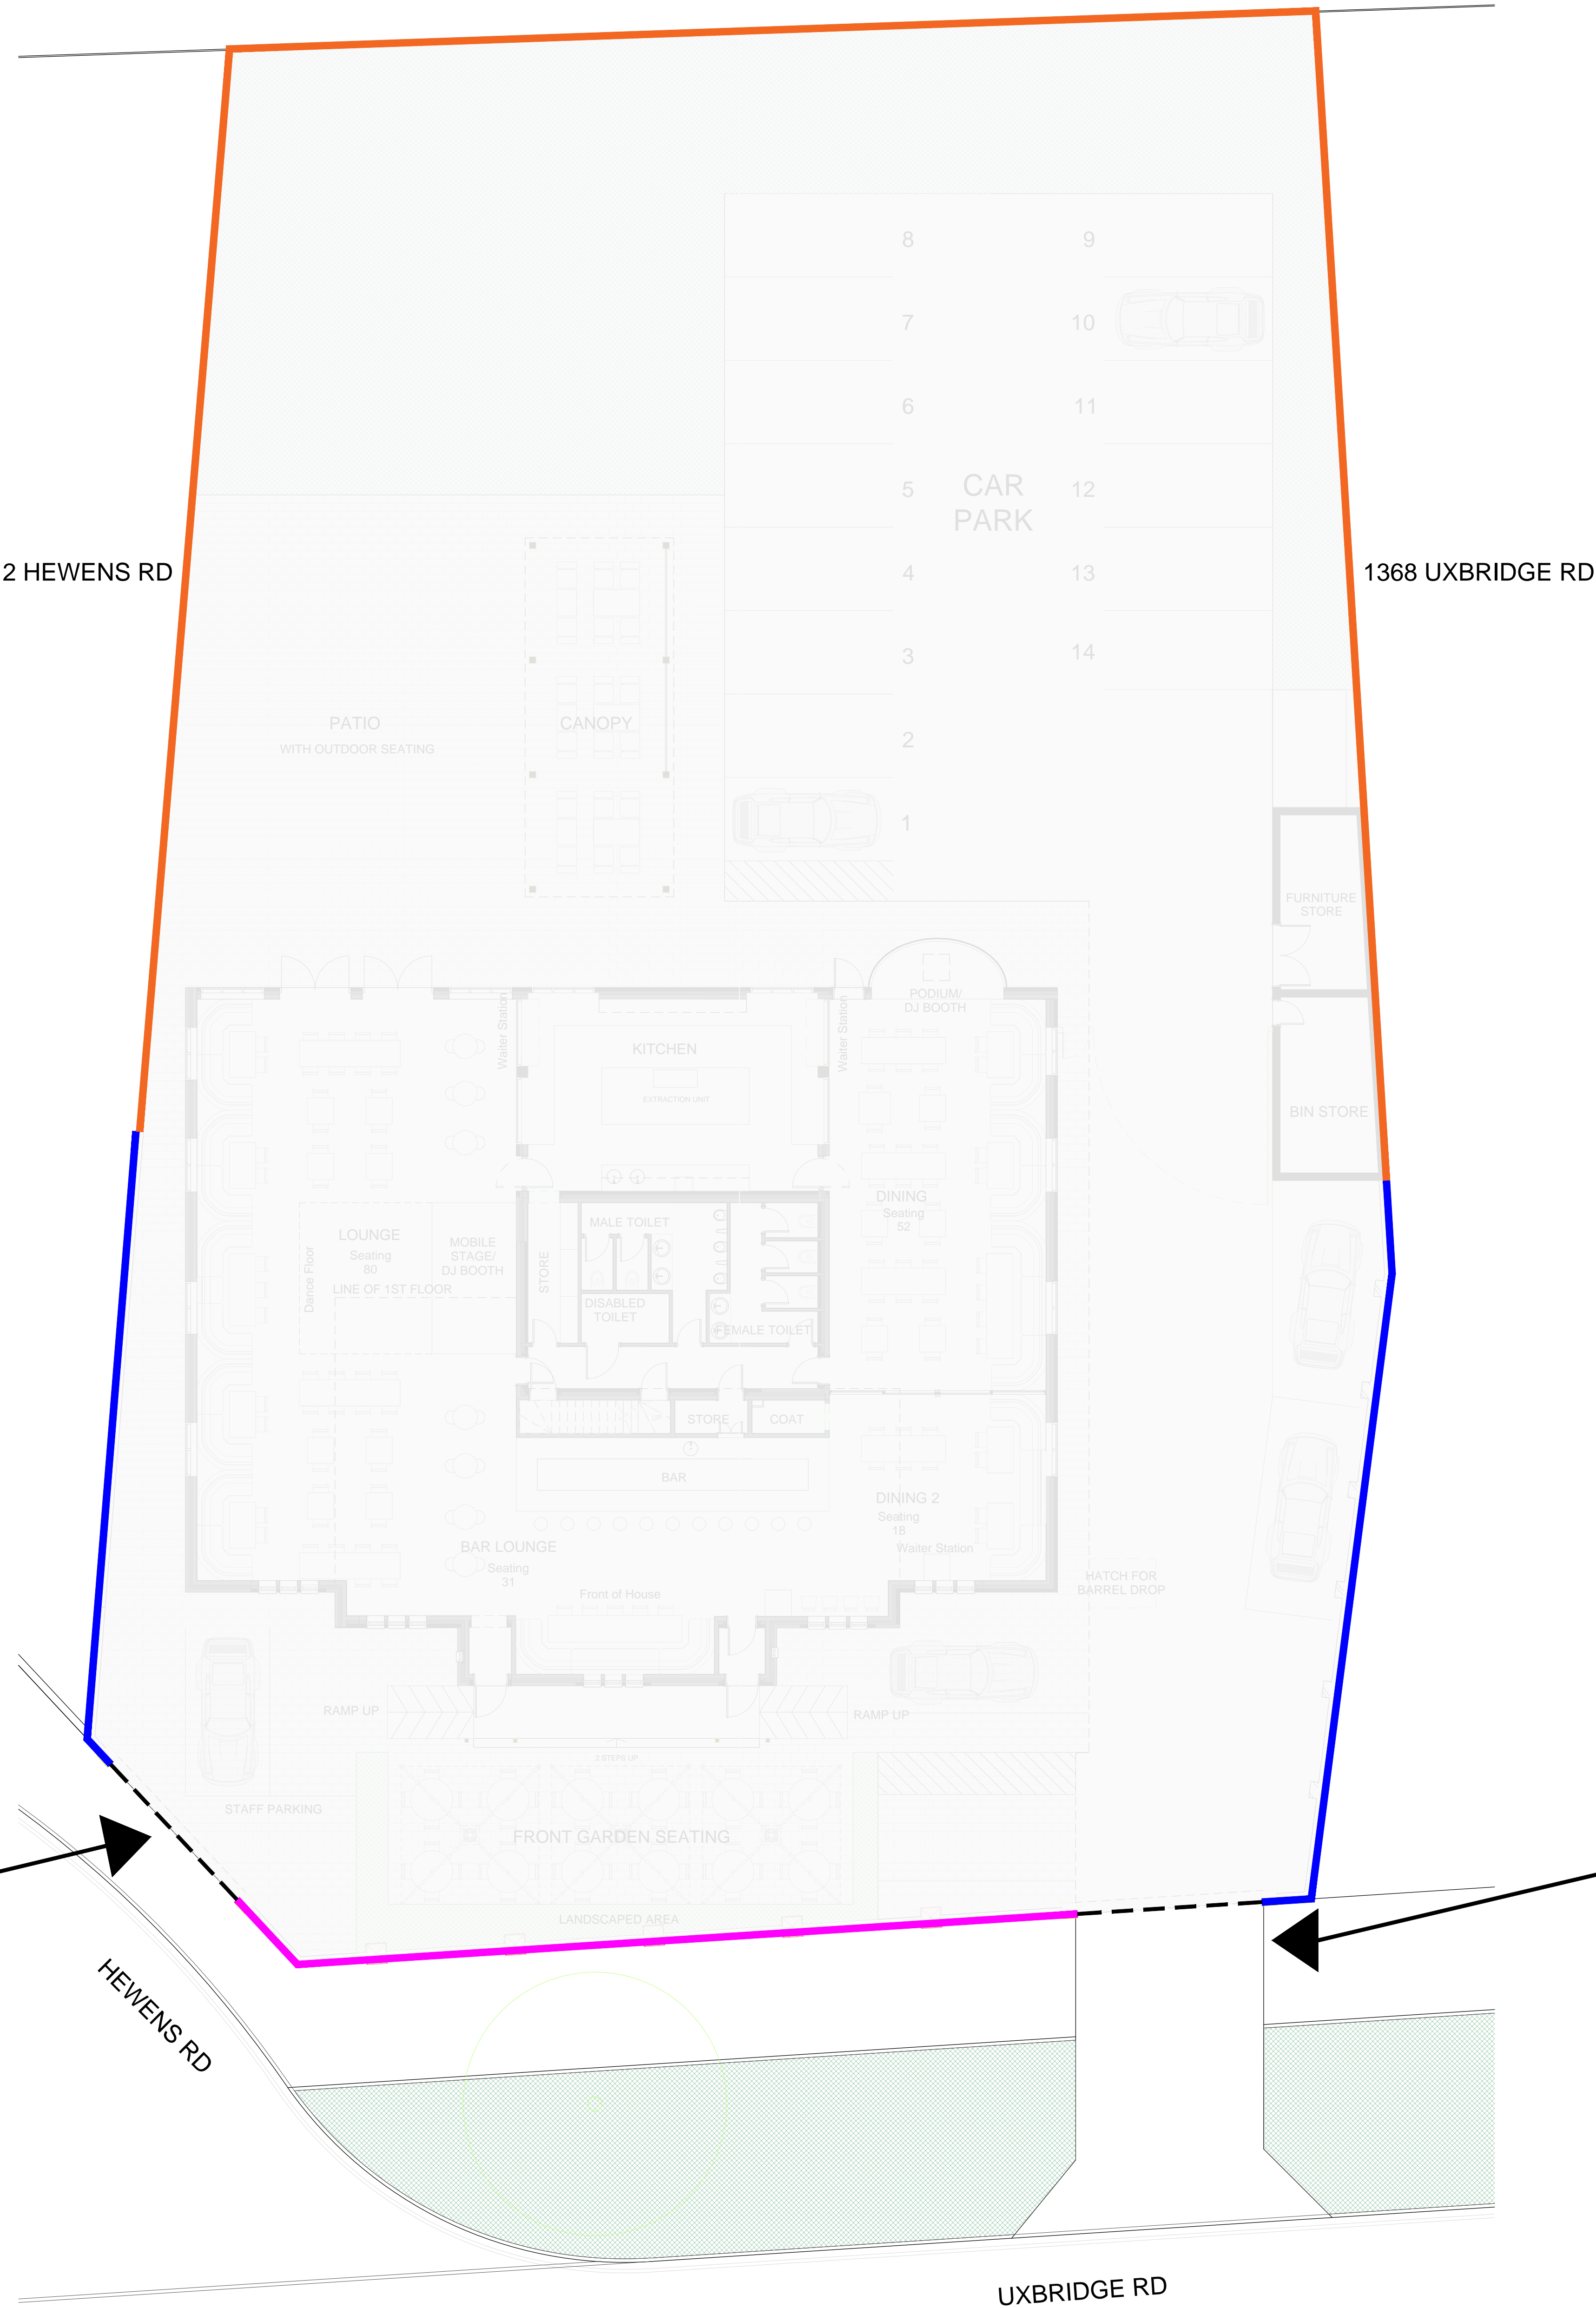 8
9
7
10
6
11
5
CAR
PARK
12
2 HEWENS RD
4
13
1368 UXBRIDGE RD
3
14
PATIO
WITH OUTDOOR SEATING
CANOPY
2
1
FURNITURE
STORE
Waiter Station
KITCHEN
EXTRACTION UNIT
Waiter Station
PODIUM/
DJ BOOTH
BIN STORE
DINING
Seating
52
MALE TOILET
LOUNGE
Seating
80
Dance Floor
MOBILE
STAGE/
DJ BOOTH
LINE OF 1ST FLOOR
STORE
DISABLED
TOILET
FEMALE TOILET
STORE
COAT
BAR
DINING 2
Seating
18
Waiter Station
BAR LOUNGE
Seating
31
Front of House
HATCH FOR
BARREL DROP
RAMP UP
RAMP UP
2 STEPS UP
STAFF PARKING
FRONT GARDEN SEATING
LANDSCAPED AREA
HEWENS RD
UXBRIDGE RD